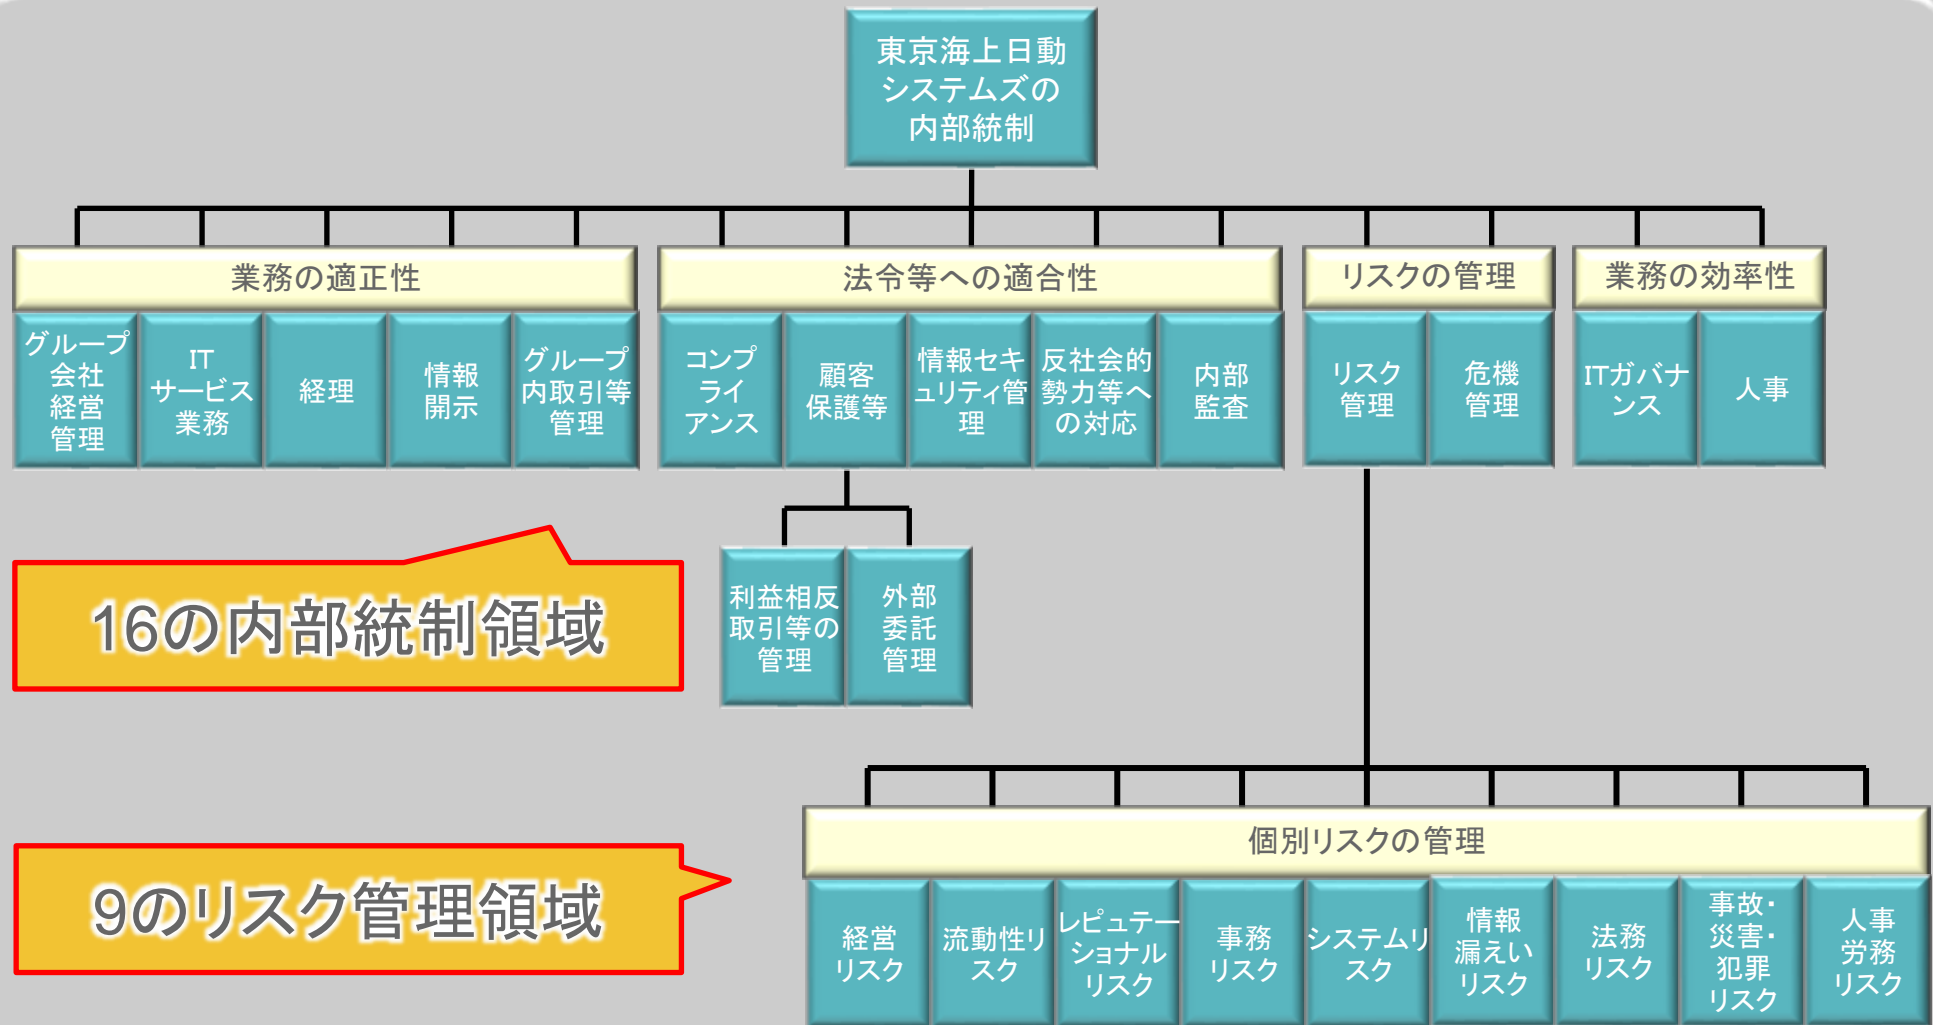 東京海上日動
システムズの
内部統制
業務の適正性
法令等への適合性
リスクの管理
業務の効率性
グループ
会社
経営
管理
IT
サービス
業務
経理
情報
開示
グループ
内取引等
管理
コンプ
ライ
アンス
顧客
保護等
情報セキ
ュリティ管
理
反社会的
勢力等へ
の対応
内部
監査
リスク
管理
危機
管理
ITガバナ
ンス
人事
利益相反
取引等の
管理
外部
委託
管理
16の内部統制領域
個別リスクの管理
9のリスク管理領域
経営
リスク
流動性リ
スク
レピュテー
ショナル
リスク
事務
リスク
システムリ
スク
情報
漏えい
リスク
法務
リスク
事故・
災害・
犯罪
リスク
人事
労務
リスク